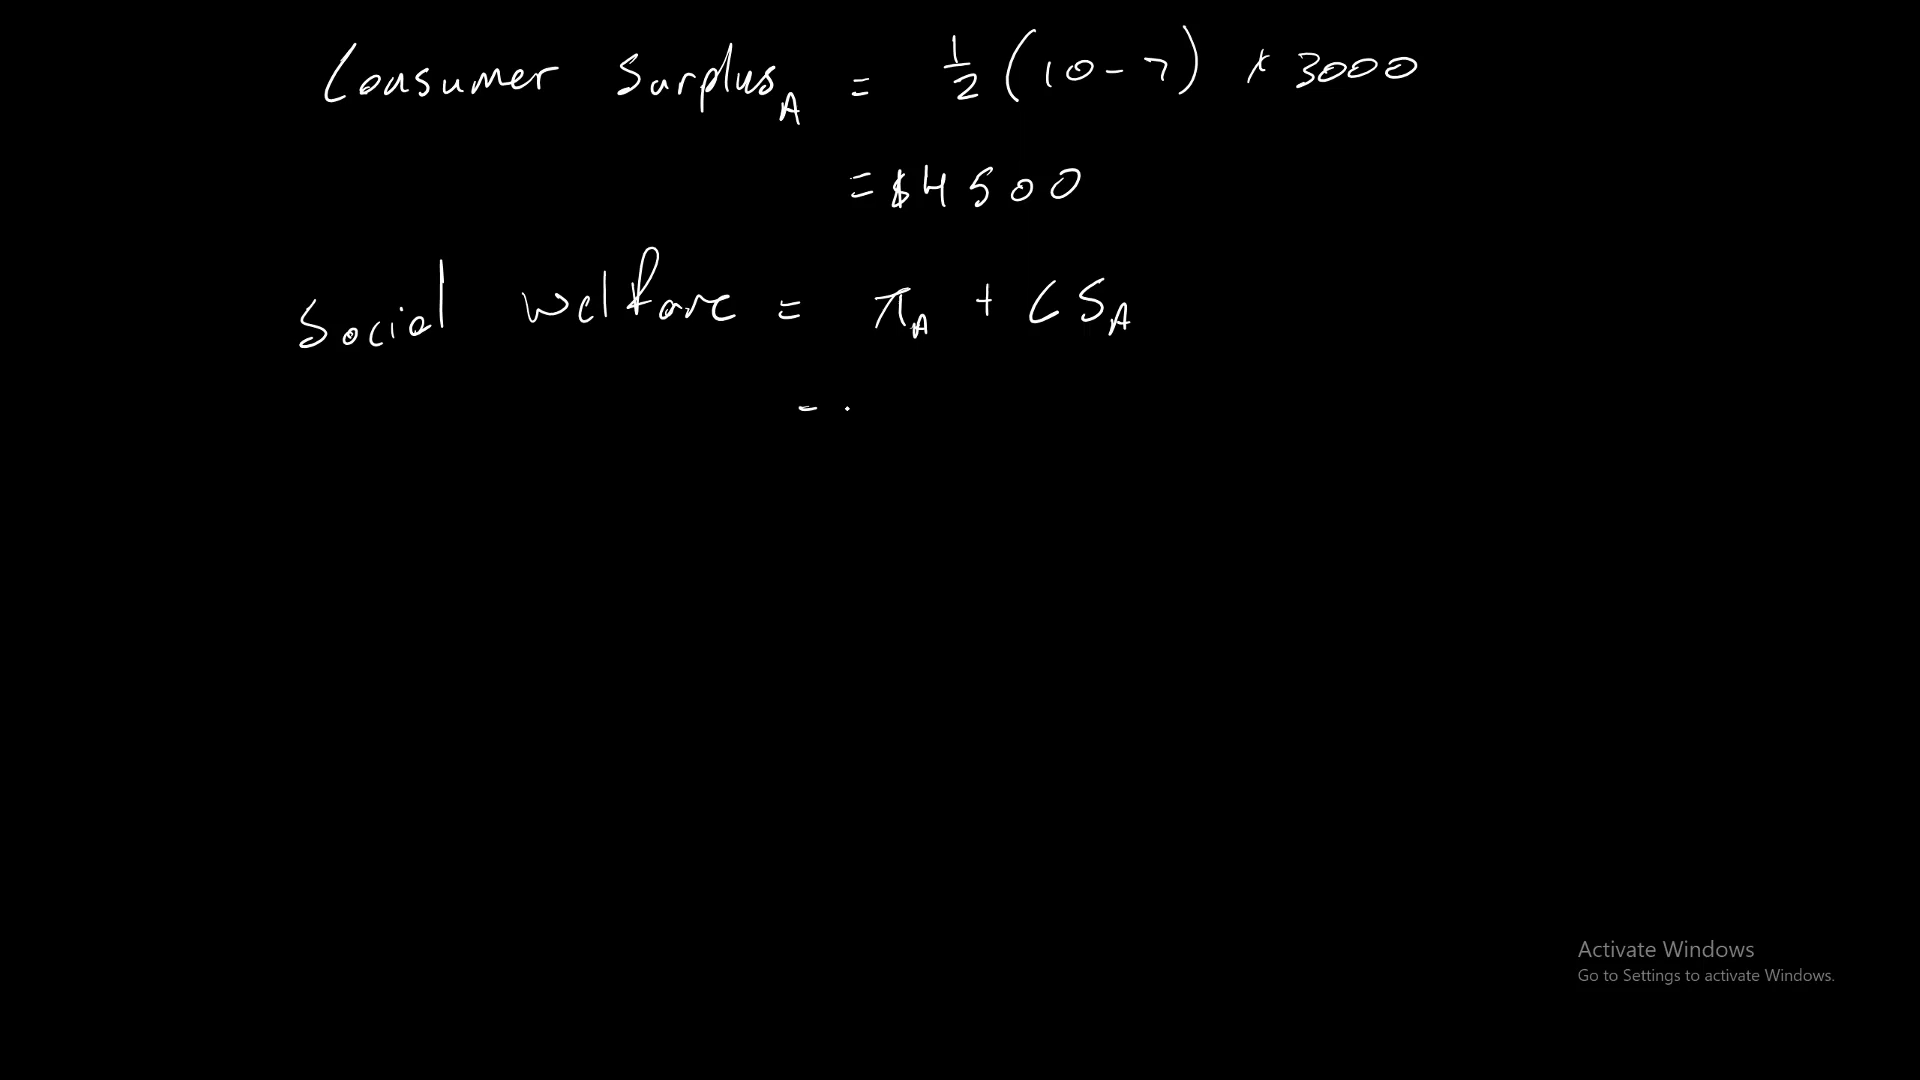 Consumer Surplus_A = 1/2 (10-7) * 3000
= $4500
Social Welfare = π_A + CS_A
- .
Activate Windows
Go to Settings to activate Windows.